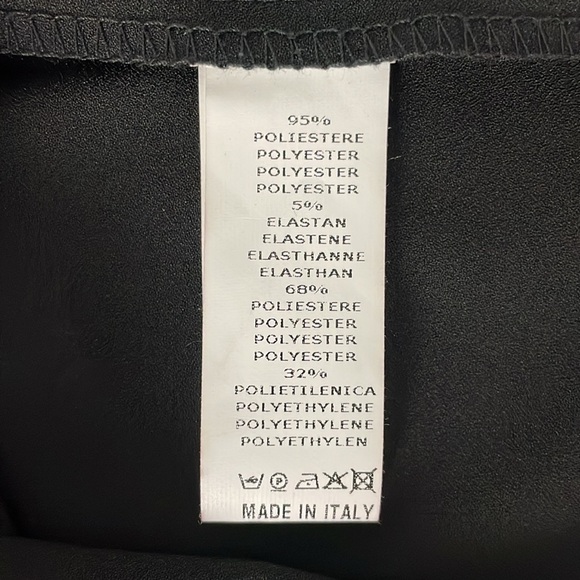 95%
POLIESTERE
POLYESTER
POLYESTER
POLYESTER
5%
ELASTAN
ELASTENE
ELASTHANNE
ELASTHAN
68%
POLIESTERE
POLYESTER
POLYESTER
POLYESTER
32%
POLIETILENICA
POLYETHYLENE
POLYETHYLENE
POLYETHYLEN
P
MADE IN ITALY